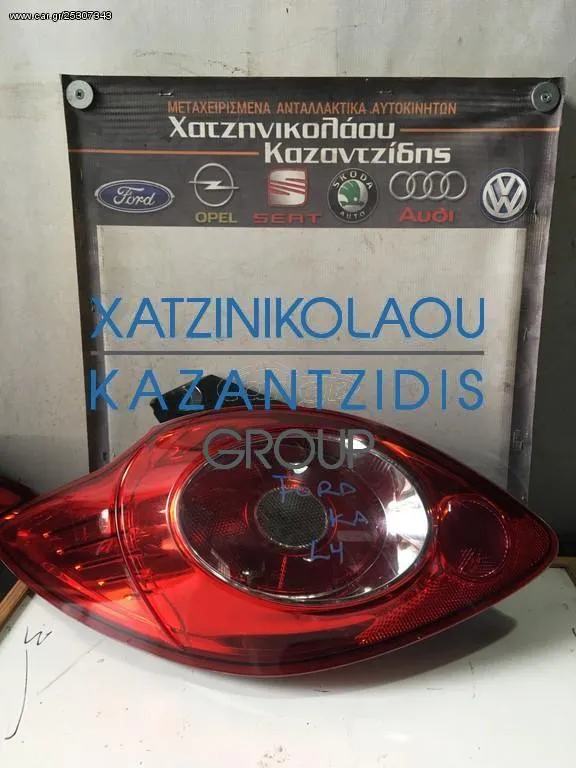 www.car.gr/25307343
ΜΕΤΑΧΕΙΡΙΣΜΕΝΑ ΑΝΤΑΛΛΑΚΤΙΚΑ ΑΥΤΟΚΙΝΗΤΩΝ
Χατζηνικολάου
Καζαντζίδης
Ford
OPEL
SEAT
SKODA
AUTO
Audi
XATZINIKOLAOU
KAZANTZIDIS
GROUP
FORD
KA
L4